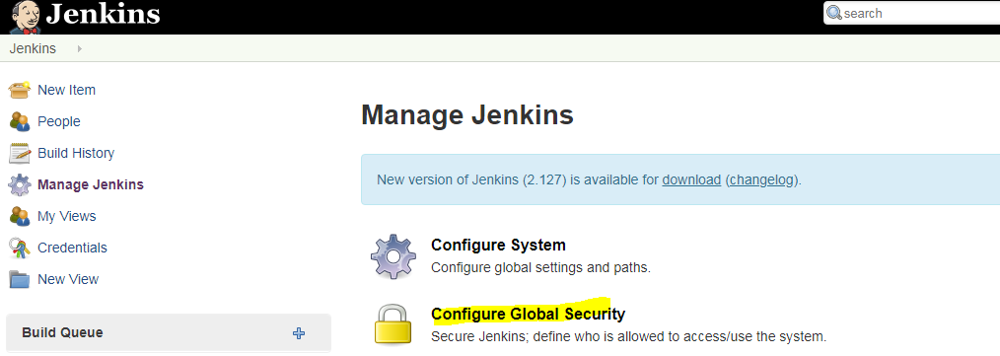 Jenkins
search
Jenkins
New Item
People
Build History
Manage Jenkins
My Views
Credentials
New View
Build Queue
Manage Jenkins
New version of Jenkins (2.127) is available for download (changelog).
Configure System
Configure global settings and paths.
Configure Global Security
Secure Jenkins; define who is allowed to access/use the system.